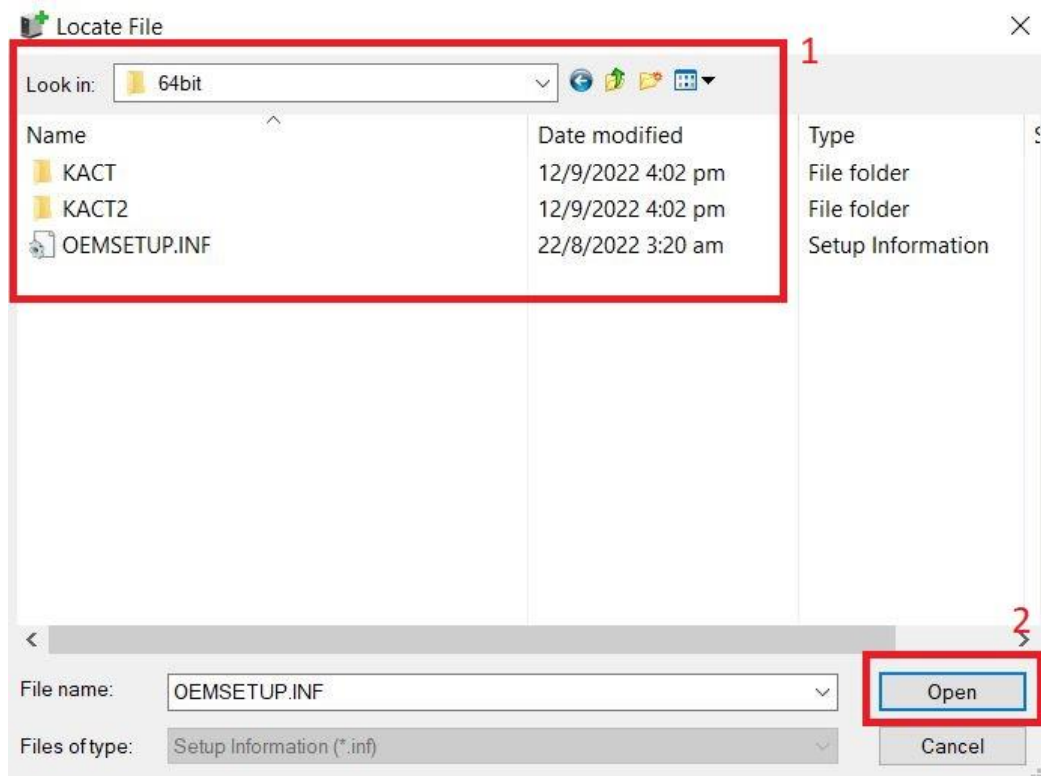 Locate File
1
Look in: 64bit
Name Date modified Type
KACT 12/9/2022 4:02 pm File folder
KACT2 12/9/2022 4:02 pm File folder
OEMSETUP.INF 22/8/2022 3:20 am Setup Information
2
File name: OEMSETUP.INF Open
Files of type: Setup Information (*.inf) Cancel